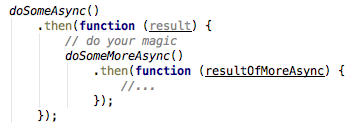 doSomeAsync()
    .then(function (result) {
        // do your magic
        doSomeMoreAsync()
            .then(function (resultOfMoreAsync) {
                //...
            });
    });